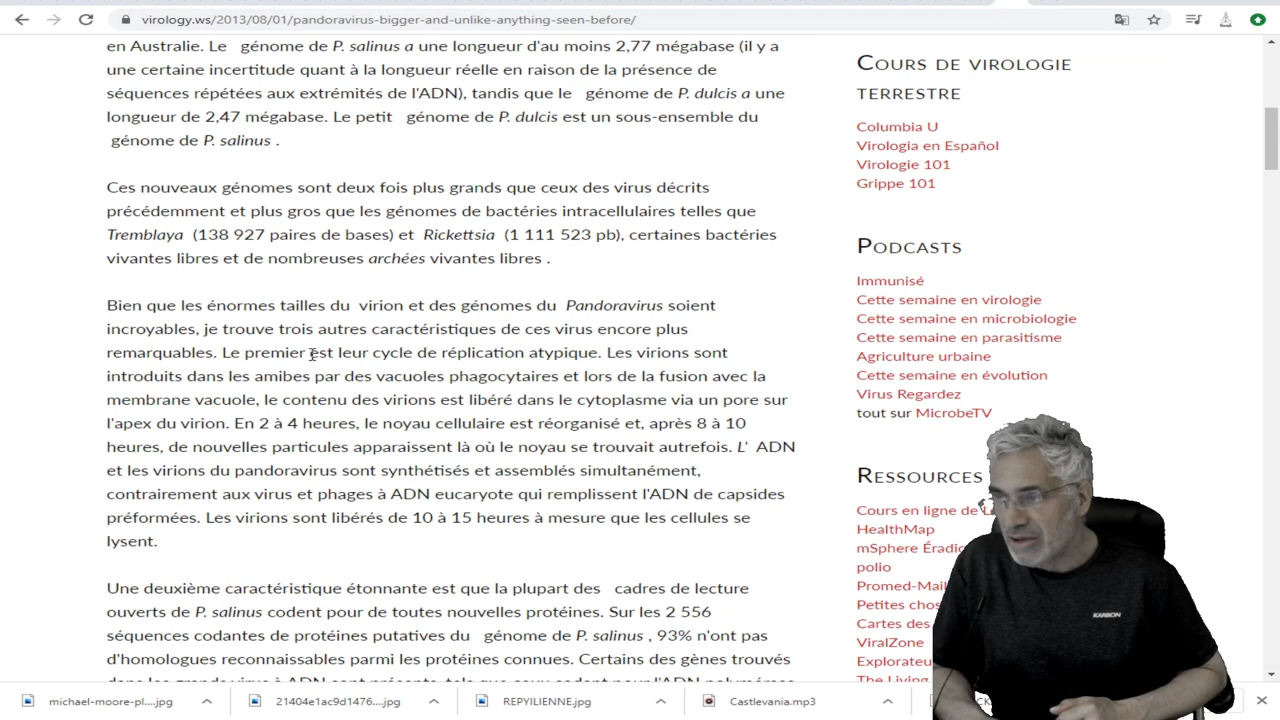 virology.ws/2013/08/01/pandoravirus-bigger-and-unlike-anything-seen-before/
en Australie. Le génome de P. salinus a une longueur d'au moins 2,77 mégabase (il y a
une certaine incertitude quant à la longueur réelle en raison de la présence de
séquences répétées aux extrémités de l'ADN), tandis que le génome de P. dulcis a une
longueur de 2,47 mégabase. Le petit génome de P. dulcis est un sous-ensemble du
génome de P. salinus .
Ces nouveaux génomes sont deux fois plus grands que ceux des virus décrits
précédemment et plus gros que les génomes de bactéries intracellulaires telles que
Tremblaya (138 927 paires de bases) et Rickettsia (1 111 523 pb), certaines bactéries
vivantes libres et de nombreuses archées vivantes libres .
Bien que les énormes tailles du virion et des génomes du Pandoravirus soient
incroyables, je trouve trois autres caractéristiques de ces virus encore plus
remarquables. Le premier est leur cycle de réplication atypique. Les virions sont
introduits dans les amibes par des vacuoles phagocytaires et lors de la fusion avec la
membrane vacuole, le contenu des virions est libéré dans le cytoplasme via un pore sur
l'apex du virion. En 2 à 4 heures, le noyau cellulaire est réorganisé et, après 8 à 10
heures, de nouvelles particules apparaissent là où le noyau se trouvait autrefois. L' ADN
et les virions du pandoravirus sont synthétisés et assemblés simultanément,
contrairement aux virus et phages à ADN eucaryote qui remplissent l'ADN de capsides
préformées. Les virions sont libérés de 10 à 15 heures à mesure que les cellules se
lysent.
Une deuxième caractéristique étonnante est que la plupart des cadres de lecture
ouverts de P. salinus codent pour de toutes nouvelles protéines. Sur les 2 556
séquences codantes de protéines putatives du génome de P. salinus , 93% n'ont pas
d'homologues reconnaissables parmi les protéines connues. Certains des gènes trouvés
Cours de virologie
terrestre
Columbia U
Virologia en Español
Virologie 101
Grippe 101
Podcasts
Immunisé
Cette semaine en virologie
Cette semaine en microbiologie
Cette semaine en parasitisme
Agriculture urbaine
Cette semaine en évolution
Virus Regardez
tout sur MicrobeTV
Ressources
Cours en ligne de
HealthMap
mSphere
polio
Promed-Mail
Petites
Cartes des
ViralZone
The Living
KARBON
michael-moore-pl....jpg
21404e1ac9d1476....jpg
REPYILIENNE.jpg
Castlevania.mp3